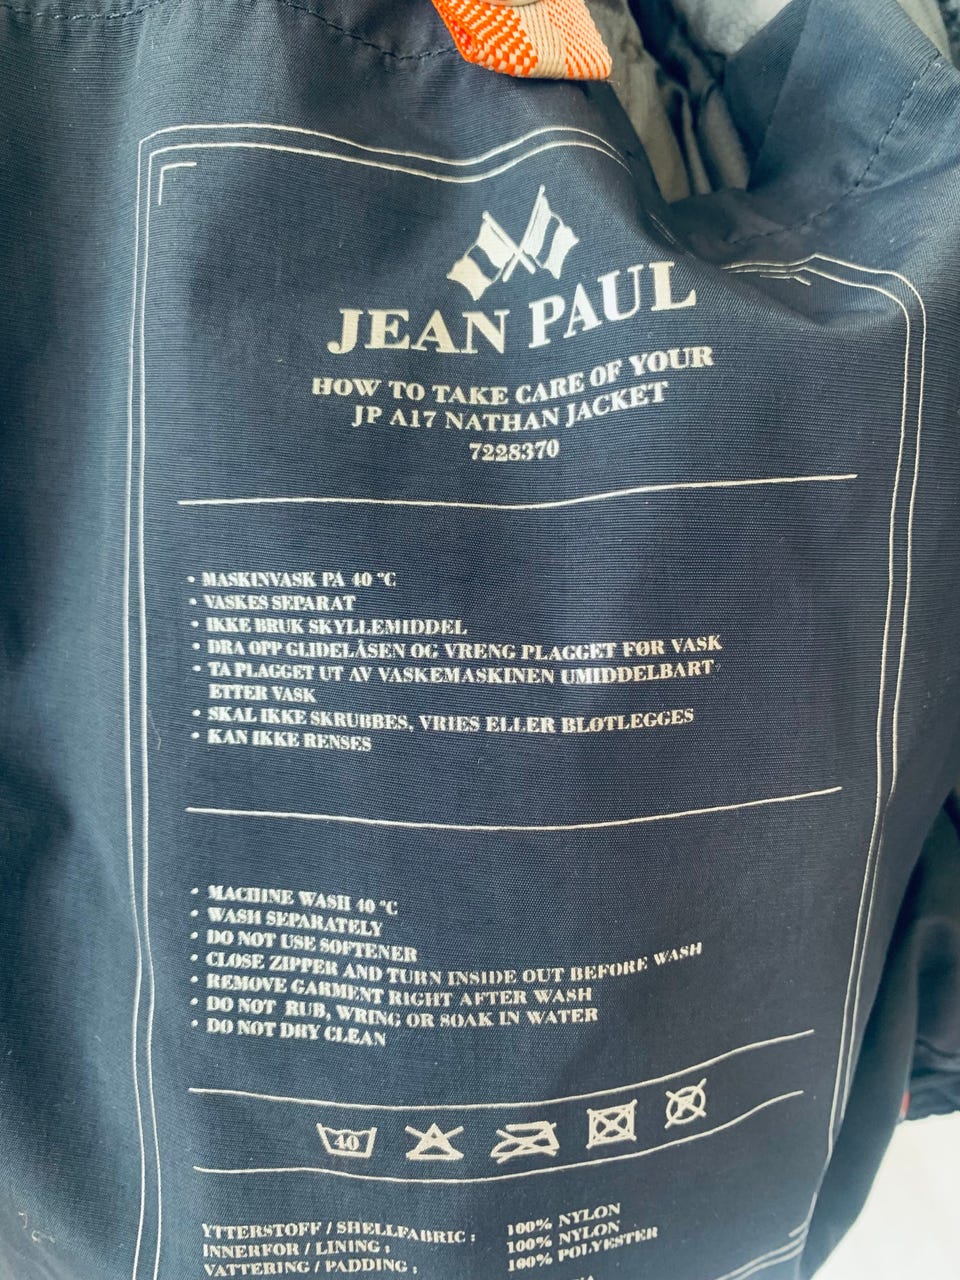 JEAN PAUL
HOW TO TAKE CARE OF YOUR
JP A17 NATHAN JACKET
7228370
• MASKINVASK PA 40 °C
• VASKES SEPARAT
• IKKE BRUK SKYLLEMIDDEL
• DRA OPP GLIDELÅSEN OG VRENG PLAGGET FØR VASK
• TA PLAGGET UT AV VASKEMASKINEN UMIDDELBART
ETTER VASK
• SKAL IKKE SKRUBBES, VRIES ELLER BLØTLEGGES
• KAN IKKE RENSES
• MACHINE WASH 40 °C
• WASH SEPARATELY
• DO NOT USE SOFTENER
• CLOSE ZIPPER AND TURN INSIDE OUT BEFORE WASH
• REMOVE GARMENT RIGHT AFTER WASH
• DO NOT RUB, WRING OR SOAK IN WATER
• DO NOT DRY CLEAN
40
YTTERSTOFF / SHELLFABRIC : 100% NYLON
INNERFOR / LINING : 100% NYLON
VATTERING / PADDING : 100% POLYESTER